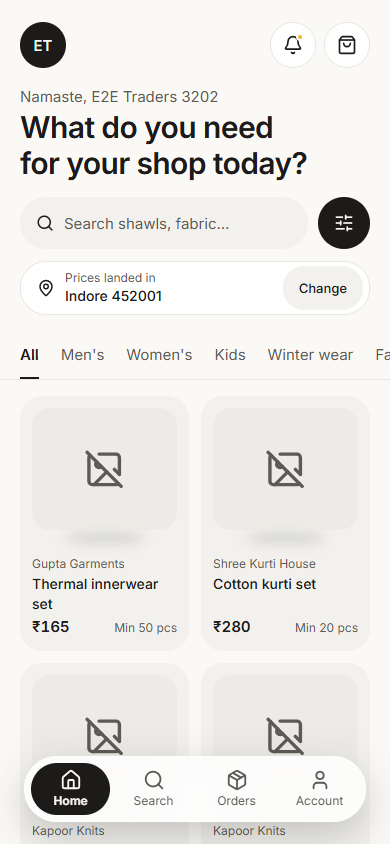 ET
Namaste, E2E Traders 3202
What do you need
for your shop today?
Search shawls, fabric...
Prices landed in
Indore 452001
Change
All Men's Women's Kids Winter wear Fa
Gupta Garments
Thermal innerwear
set
₹165 Min 50 pcs
Shree Kurti House
Cotton kurti set
₹280 Min 20 pcs
Kapoor Knits
Kapoor Knits
Home Search Orders Account